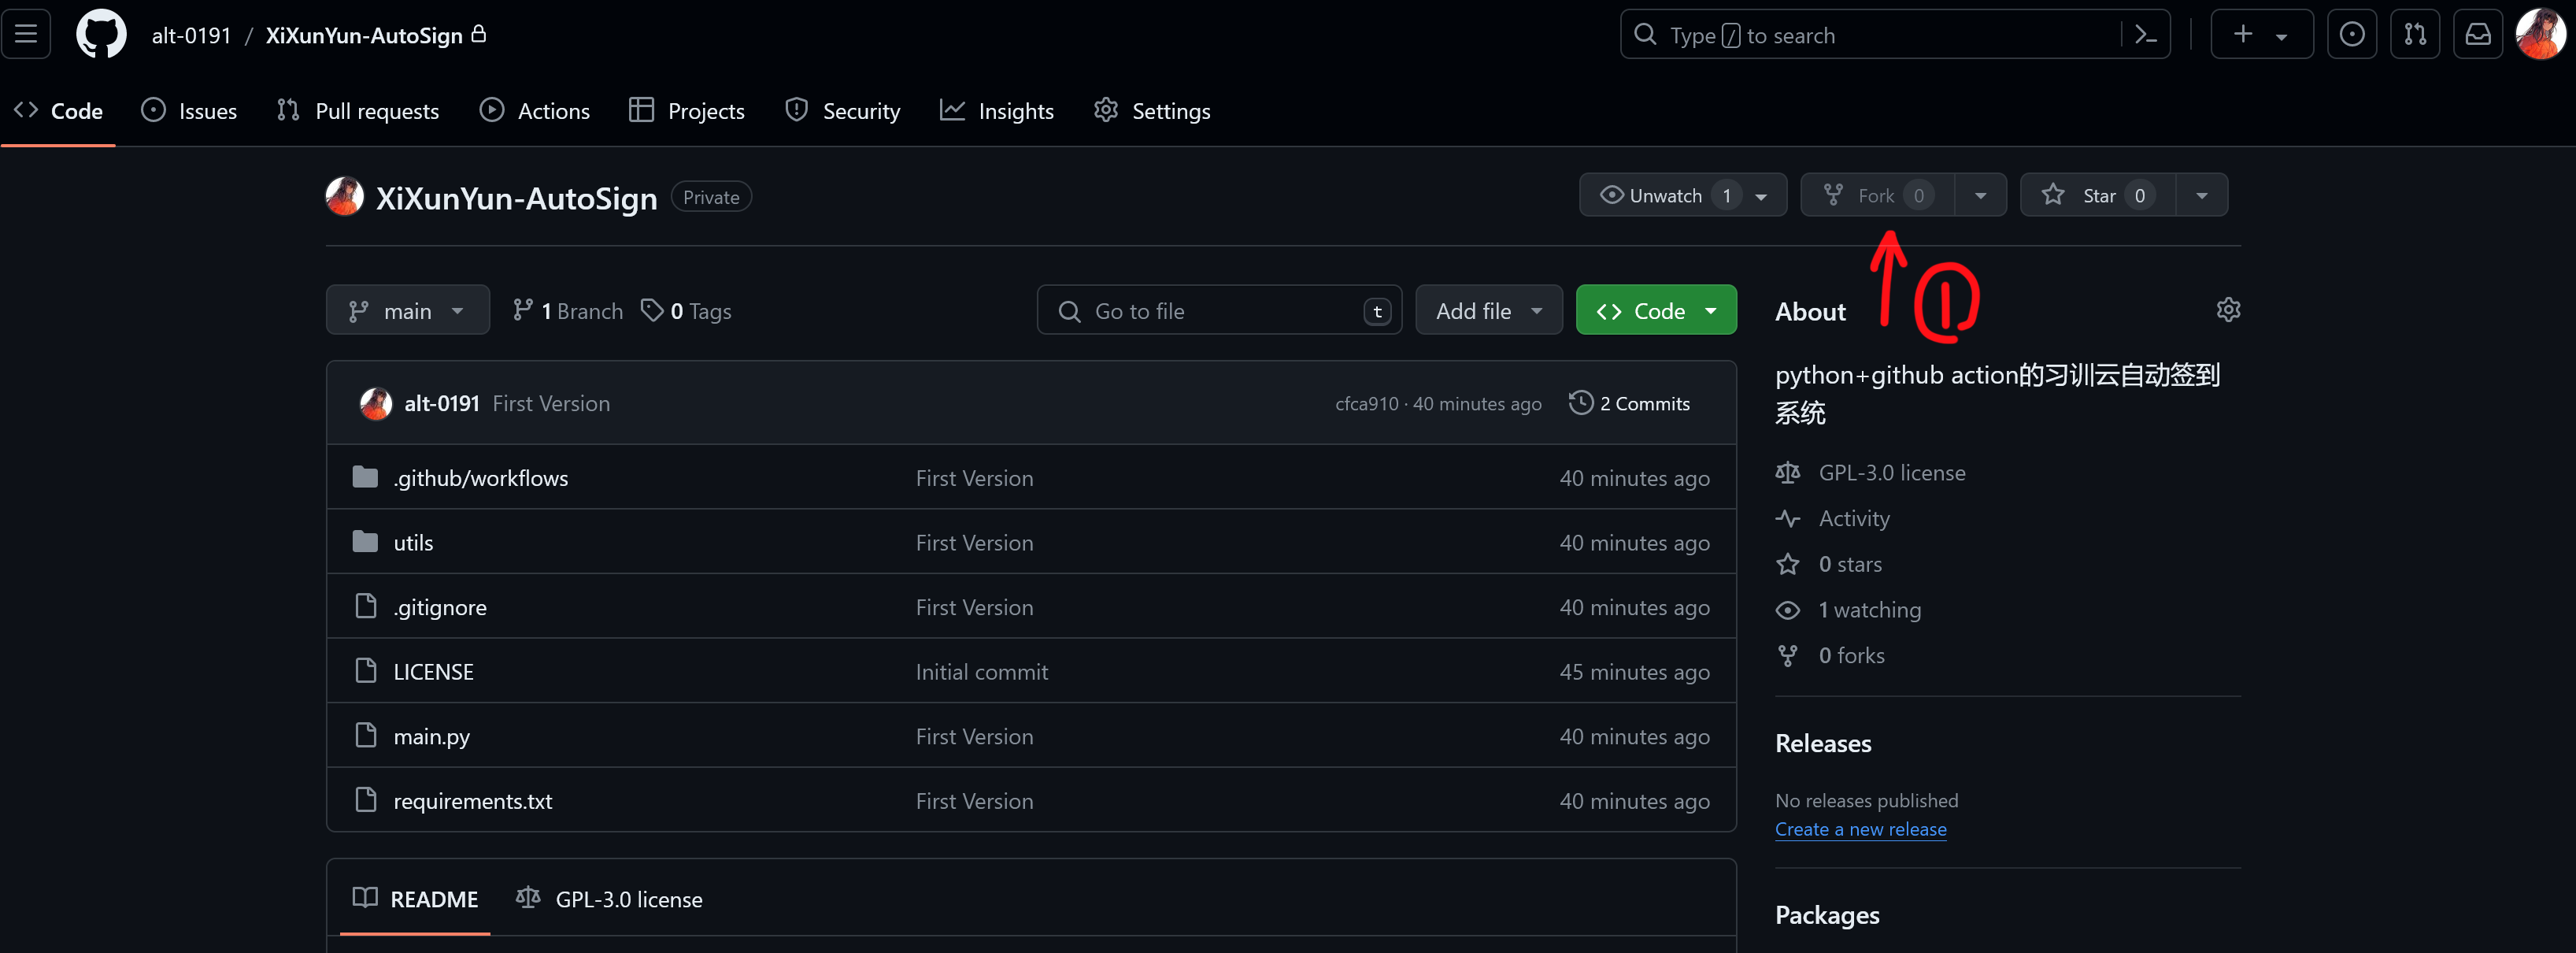 alt-0191 / XiXunYun-AutoSign
Type / to search
Code Issues Pull requests Actions Projects Security Insights Settings
XiXunYun-AutoSign Private
Unwatch 1 Fork 0 Star 0
①
main 1 Branch 0 Tags
Go to file t Add file Code
alt-0191 First Version cfca910 · 40 minutes ago 2 Commits
.github/workflows First Version 40 minutes ago
utils First Version 40 minutes ago
.gitignore First Version 40 minutes ago
LICENSE Initial commit 45 minutes ago
main.py First Version 40 minutes ago
requirements.txt First Version 40 minutes ago
README GPL-3.0 license
About
python+github action的习训云自动签到
系统
GPL-3.0 license
Activity
0 stars
1 watching
0 forks
Releases
No releases published
Create a new release
Packages